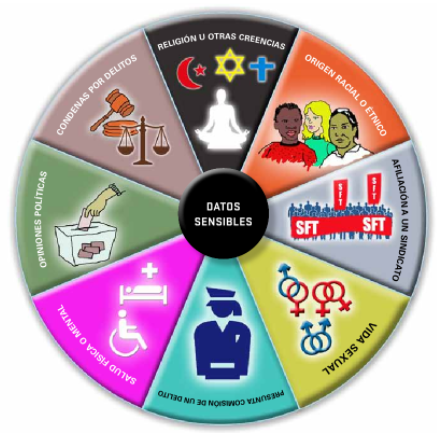 RELIGIÓN U OTRAS CREENCIAS
ORIGEN RACIAL O ÉTNICO
AFILIACIÓN A UN SINDICATO
SFT
SFT
SFT
SFT
VIDA SEXUAL
PRESUNTA COMISIÓN DE UN DELITO
SALUD FÍSICA O MENTAL
OPINIONES POLÍTICAS
CONDENAS POR DELITOS
DATOS
SENSIBLES